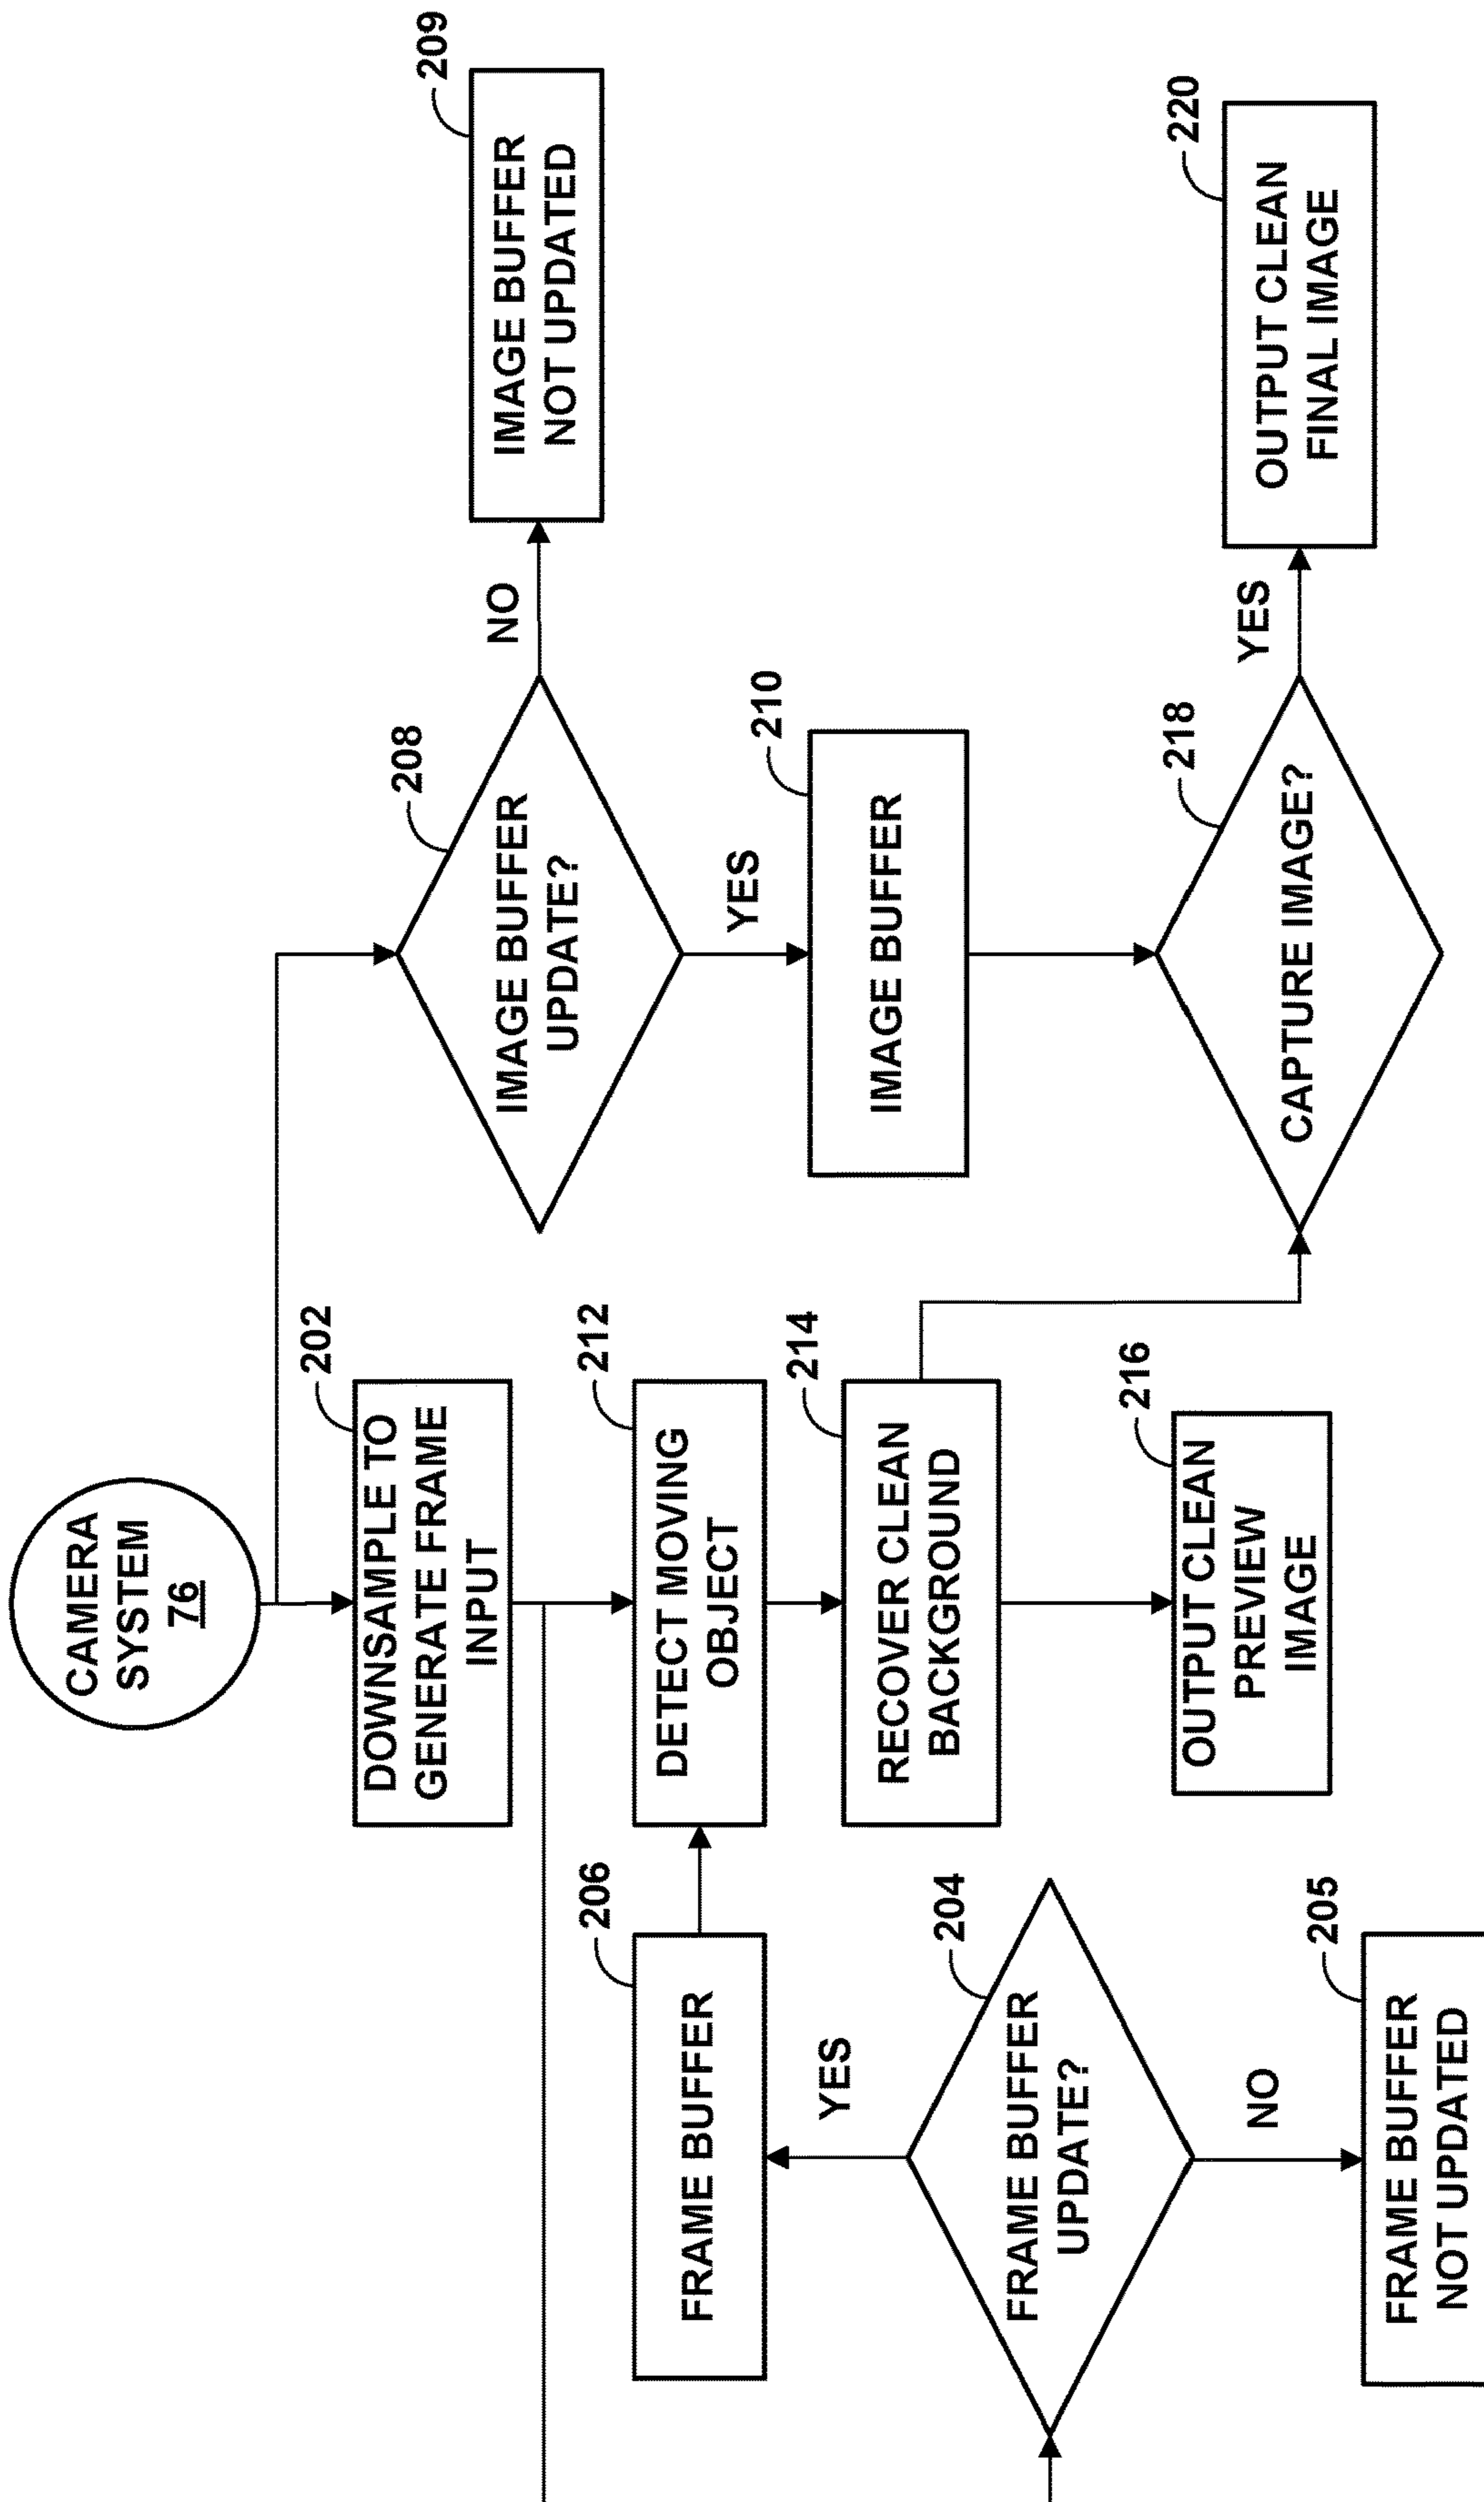 CAMERA
SYSTEM
76
202
DOWNSAMPLE TO
GENERATE FRAME
INPUT
208
IMAGE BUFFER
UPDATE?
NO
209
IMAGE BUFFER
NOT UPDATED
YES
210
IMAGE BUFFER
206
FRAME BUFFER
212
DETECT MOVING
OBJECT
YES
204
FRAME BUFFER
UPDATE?
NO
205
FRAME BUFFER
NOT UPDATED
214
RECOVER CLEAN
BACKGROUND
216
OUTPUT CLEAN
PREVIEW
IMAGE
218
CAPTURE IMAGE?
YES
220
OUTPUT CLEAN
FINAL IMAGE